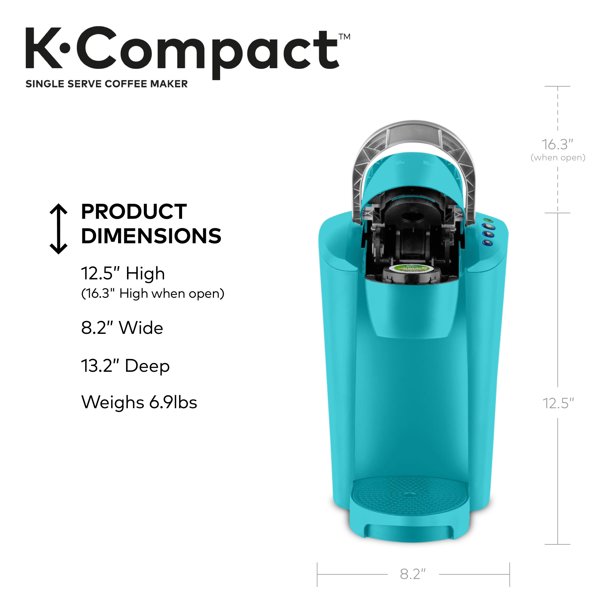 K•Compact™
SINGLE SERVE COFFEE MAKER
PRODUCT
DIMENSIONS
12.5” High
(16.3" High when open)
8.2” Wide
13.2” Deep
Weighs 6.9lbs
16.3”
(when open)
12.5”
8.2”